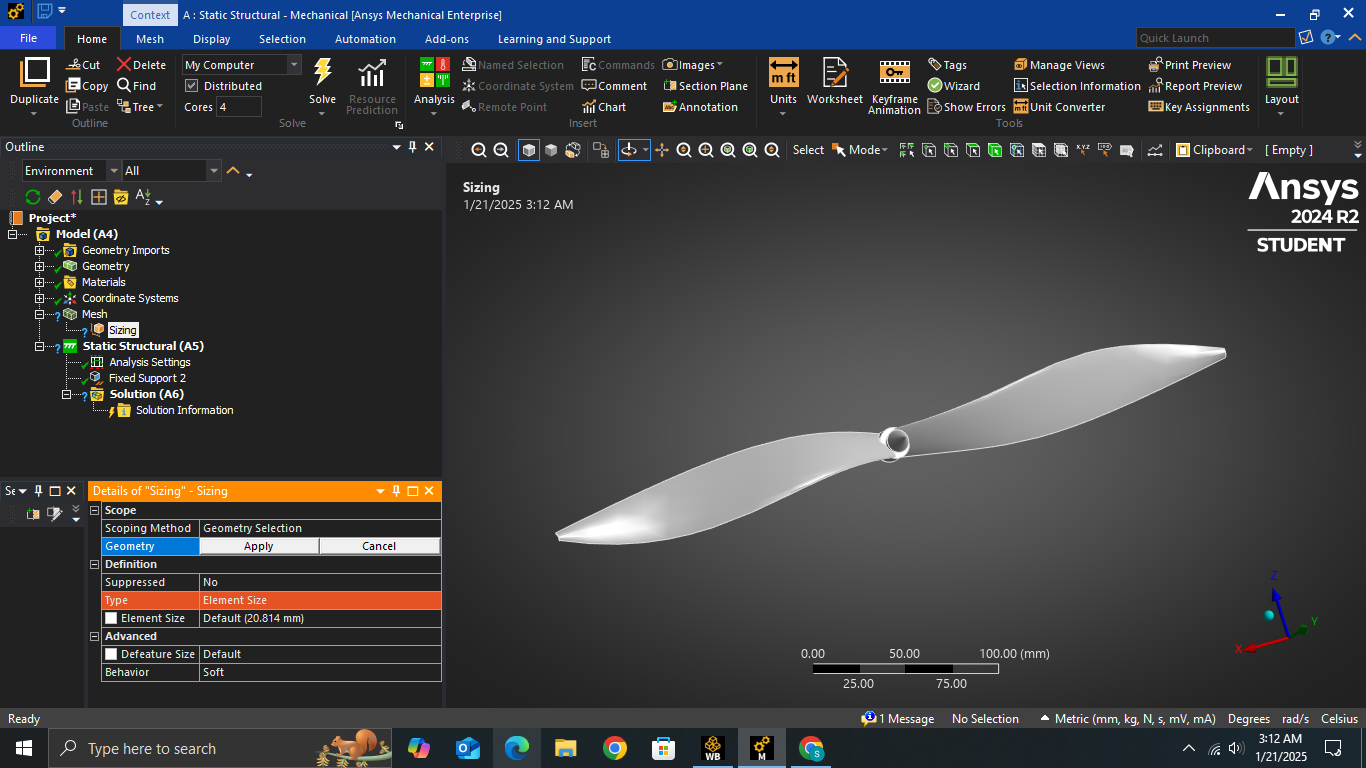 Context A : Static Structural - Mechanical [Ansys Mechanical Enterprise]
File Home Mesh Display Selection Automation Add-ons Learning and Support Quick Launch
Duplicate
Cut
Copy
Paste
Delete
Find
Tree
Outline
My Computer
Distributed
Cores 4
Solve
Resource Prediction
Solve
Analysis
Named Selection
Coordinate System
Remote Point
Commands
Comment
Chart
Images
Section Plane
Annotation
Insert
Units
Worksheet
Keyframe Animation
Tags
Wizard
Show Errors
Manage Views
Selection Information
Unit Converter
Print Preview
Report Preview
Key Assignments
Tools
Layout
Outline
Environment All
Project*
Model (A4)
Geometry Imports
Geometry
Materials
Coordinate Systems
Mesh
Sizing
Static Structural (A5)
Analysis Settings
Fixed Support 2
Solution (A6)
Solution Information
Select Mode Clipboard [ Empty ]
Sizing
1/21/2025 3:12 AM
Ansys
2024 R2
STUDENT
Se
Details of "Sizing" - Sizing
Scope
Scoping Method Geometry Selection
Geometry Apply Cancel
Definition
Suppressed No
Type Element Size
Element Size Default (20.814 mm)
Advanced
Defeature Size Default
Behavior Soft
0.00 50.00 100.00 (mm)
25.00 75.00
Z
Y
X
Ready 1 Message No Selection Metric (mm, kg, N, s, mV, mA) Degrees rad/s Celsius
Type here to search
WB
M
S
3:12 AM
1/21/2025